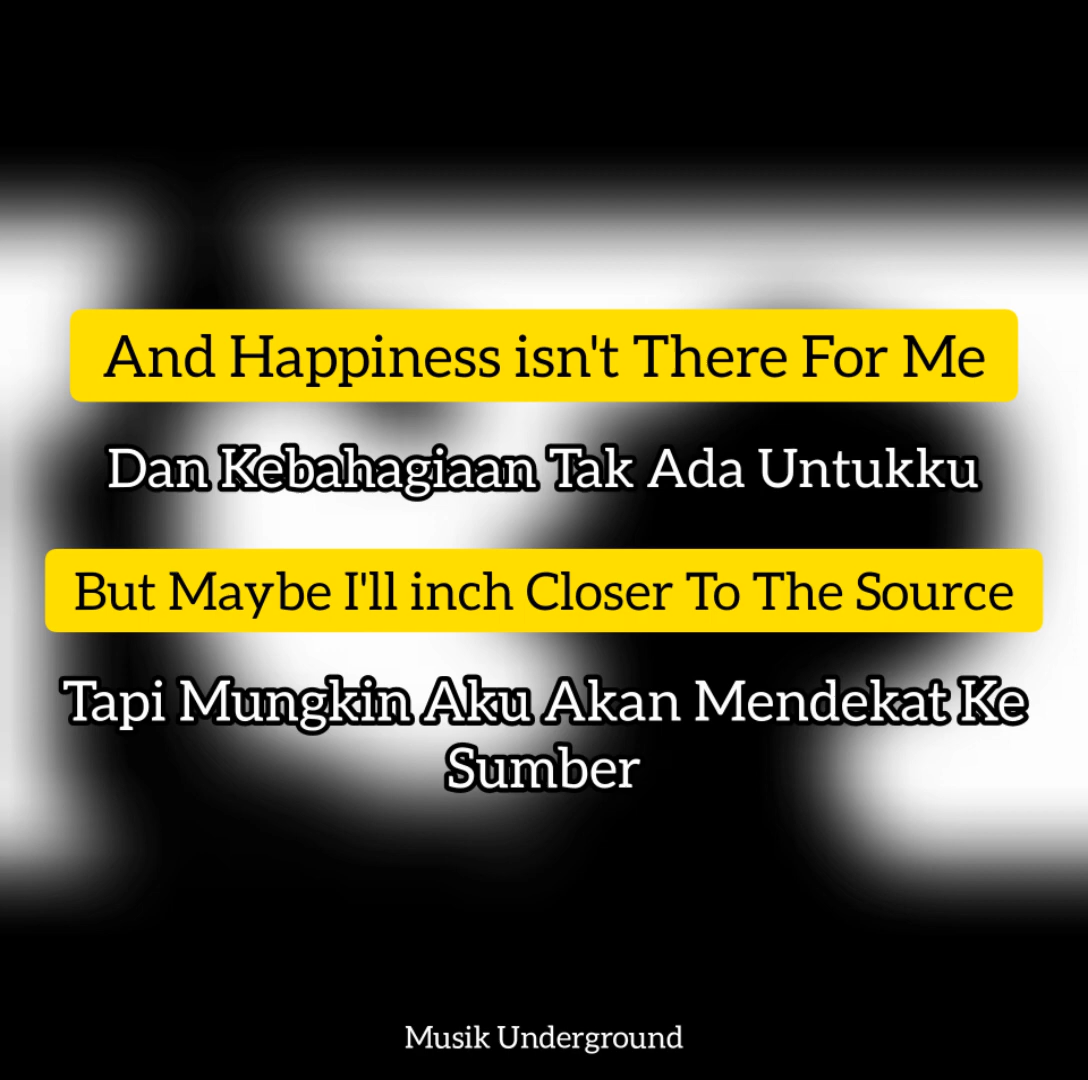 And Happiness isn't There For Me
Dan Kebahagiaan Tak Ada Untukku
But Maybe I'll inch Closer To The Source
Tapi Mungkin Aku Akan Mendekat Ke
Sumber
Musik Underground